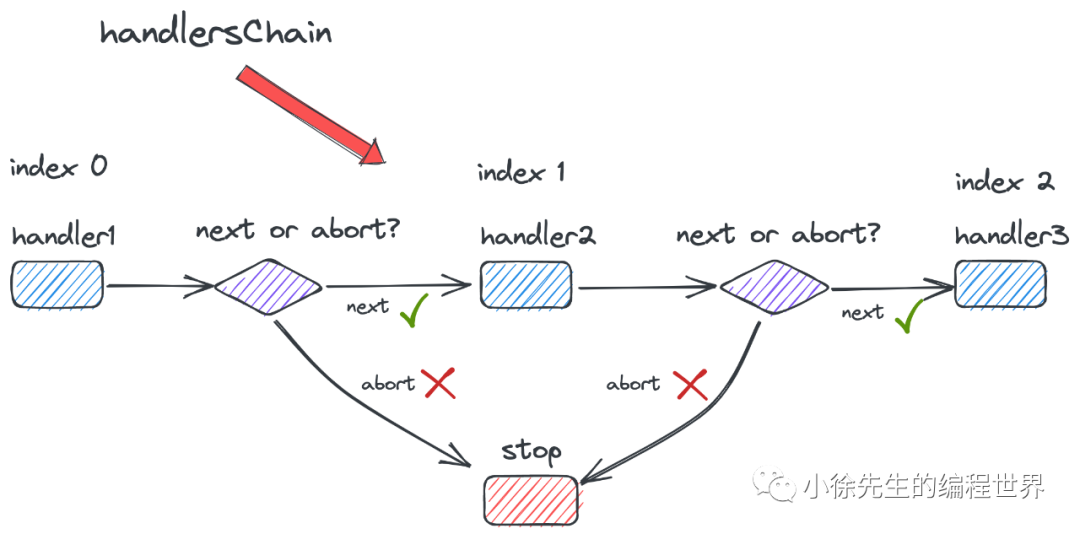 handlersChain
index 0
index 1
index 2
handler1
next or abort?
handler2
next or abort?
handler3
next
next
abort
abort
stop
小徐先生的编程世界